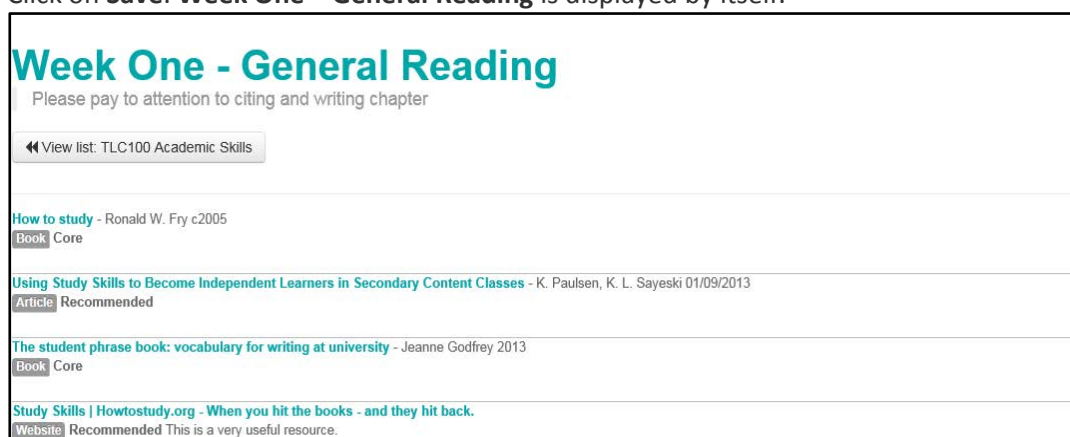 Click on Save. Week One – General Reading is displayed by itself.
Week One - General Reading
Please pay to attention to citing and writing chapter
View list: TLC100 Academic Skills
How to study - Ronald W. Fry c2005
Book Core
Using Study Skills to Become Independent Learners in Secondary Content Classes - K. Paulsen, K. L. Sayeski 01/09/2013
Article Recommended
The student phrase book: vocabulary for writing at university - Jeanne Godfrey 2013
Book Core
Study Skills | Howtostudy.org - When you hit the books - and they hit back.
Website Recommended This is a very useful resource.